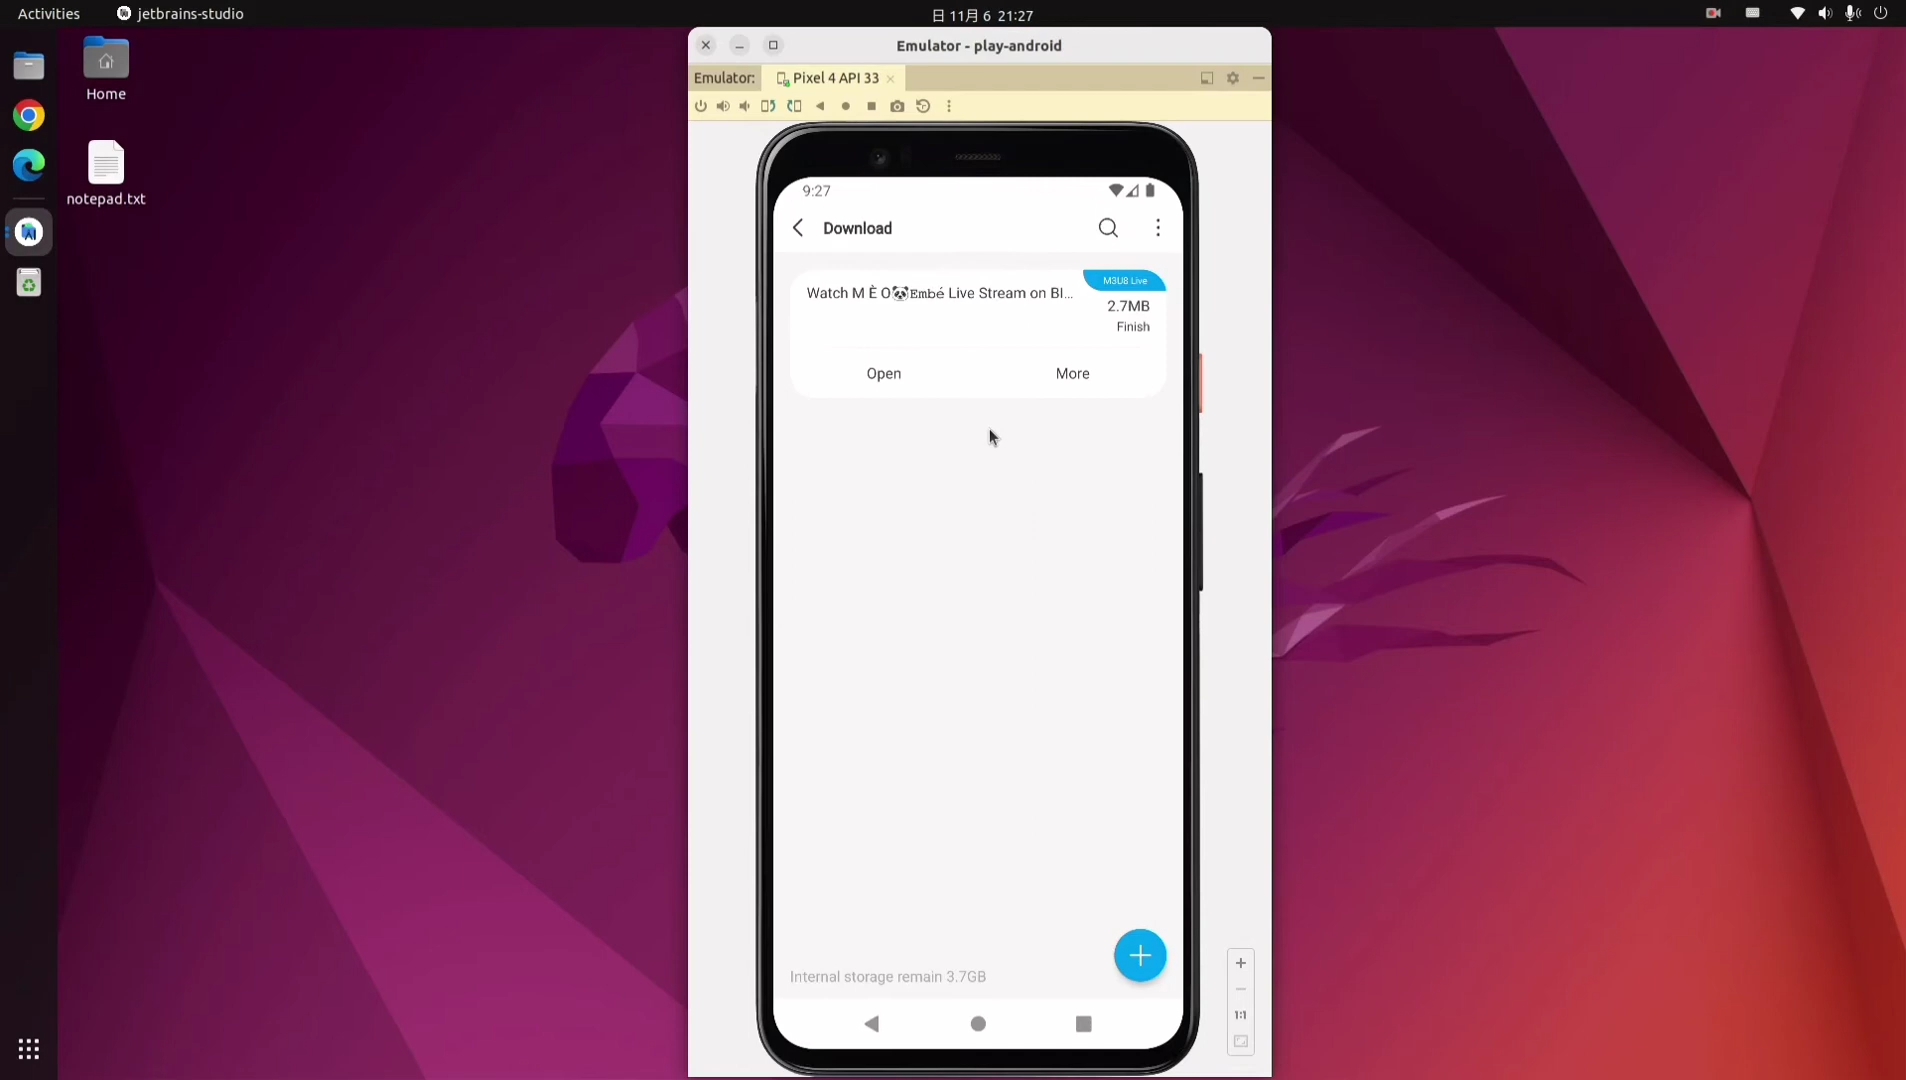 Activities
jetbrains-studio
日 11月 6 21:27
Home
notepad.txt
Emulator - play-android
Emulator:
Pixel 4 API 33
9:27
Download
M3U8 Live
Watch M È O🐼Embé Live Stream on Bl...
2.7MB
Finish
Open
More
Internal storage remain 3.7GB
1:1